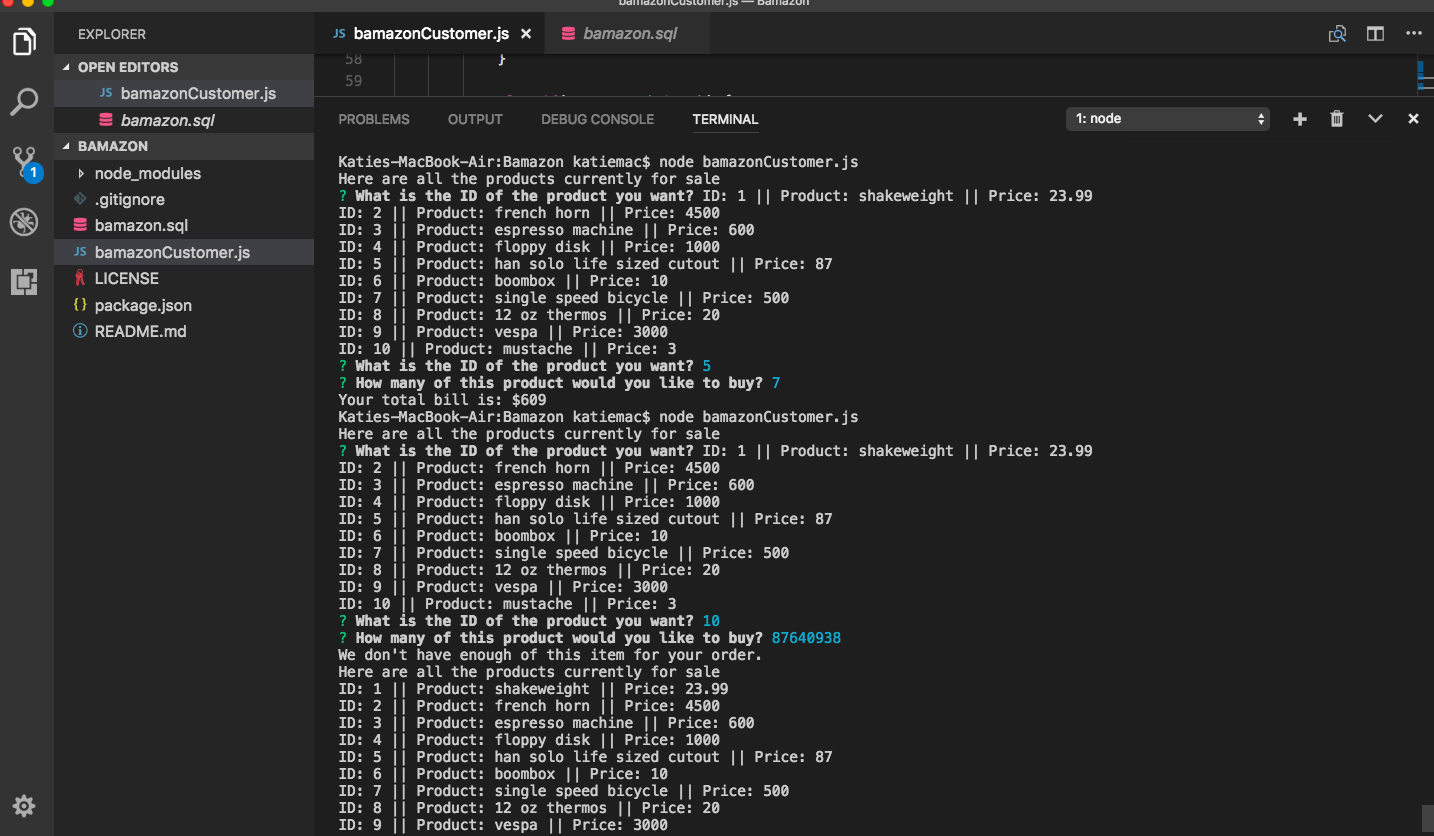 bamazonCustomer.js — Bamazon
EXPLORER
OPEN EDITORS
JS bamazonCustomer.js
bamazon.sql
BAMAZON
node_modules
.gitignore
bamazon.sql
JS bamazonCustomer.js
LICENSE
{} package.json
README.md
1
JS bamazonCustomer.js × bamazon.sql
58 }
59
PROBLEMS OUTPUT DEBUG CONSOLE TERMINAL 1: node
Katies-MacBook-Air:Bamazon katiemac$ node bamazonCustomer.js
Here are all the products currently for sale
? What is the ID of the product you want? ID: 1 || Product: shakeweight || Price: 23.99
ID: 2 || Product: french horn || Price: 4500
ID: 3 || Product: espresso machine || Price: 600
ID: 4 || Product: floppy disk || Price: 1000
ID: 5 || Product: han solo life sized cutout || Price: 87
ID: 6 || Product: boombox || Price: 10
ID: 7 || Product: single speed bicycle || Price: 500
ID: 8 || Product: 12 oz thermos || Price: 20
ID: 9 || Product: vespa || Price: 3000
ID: 10 || Product: mustache || Price: 3
? What is the ID of the product you want? 5
? How many of this product would you like to buy? 7
Your total bill is: $609
Katies-MacBook-Air:Bamazon katiemac$ node bamazonCustomer.js
Here are all the products currently for sale
? What is the ID of the product you want? ID: 1 || Product: shakeweight || Price: 23.99
ID: 2 || Product: french horn || Price: 4500
ID: 3 || Product: espresso machine || Price: 600
ID: 4 || Product: floppy disk || Price: 1000
ID: 5 || Product: han solo life sized cutout || Price: 87
ID: 6 || Product: boombox || Price: 10
ID: 7 || Product: single speed bicycle || Price: 500
ID: 8 || Product: 12 oz thermos || Price: 20
ID: 9 || Product: vespa || Price: 3000
ID: 10 || Product: mustache || Price: 3
? What is the ID of the product you want? 10
? How many of this product would you like to buy? 87640938
We don't have enough of this item for your order.
Here are all the products currently for sale
ID: 1 || Product: shakeweight || Price: 23.99
ID: 2 || Product: french horn || Price: 4500
ID: 3 || Product: espresso machine || Price: 600
ID: 4 || Product: floppy disk || Price: 1000
ID: 5 || Product: han solo life sized cutout || Price: 87
ID: 6 || Product: boombox || Price: 10
ID: 7 || Product: single speed bicycle || Price: 500
ID: 8 || Product: 12 oz thermos || Price: 20
ID: 9 || Product: vespa || Price: 3000